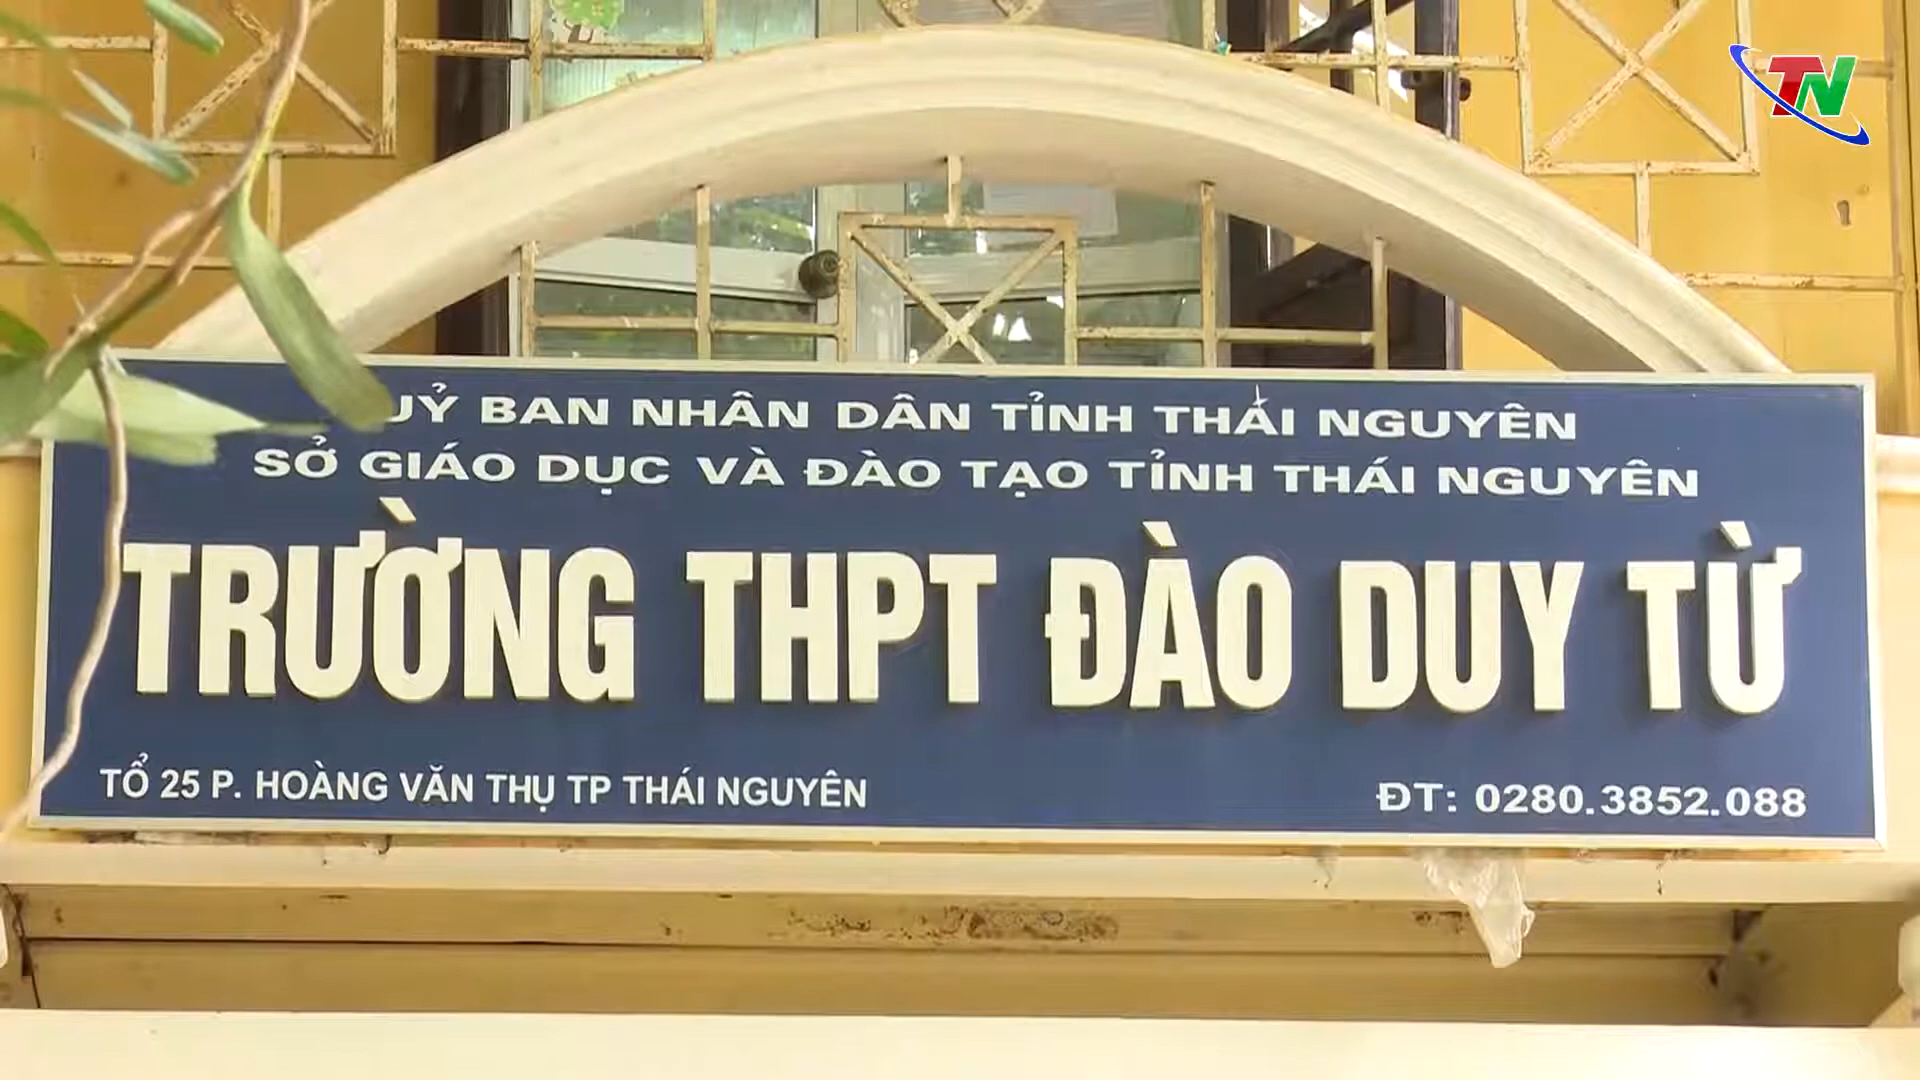 TN
UỶ BAN NHÂN DÂN TỈNH THÁI NGUYÊN
SỞ GIÁO DỤC VÀ ĐÀO TẠO TỈNH THÁI NGUYÊN
TRƯỜNG THPT ĐÀO DUY TỪ
TỔ 25 P. HOÀNG VĂN THỤ TP THÁI NGUYÊN
ĐT: 0280.3852.088